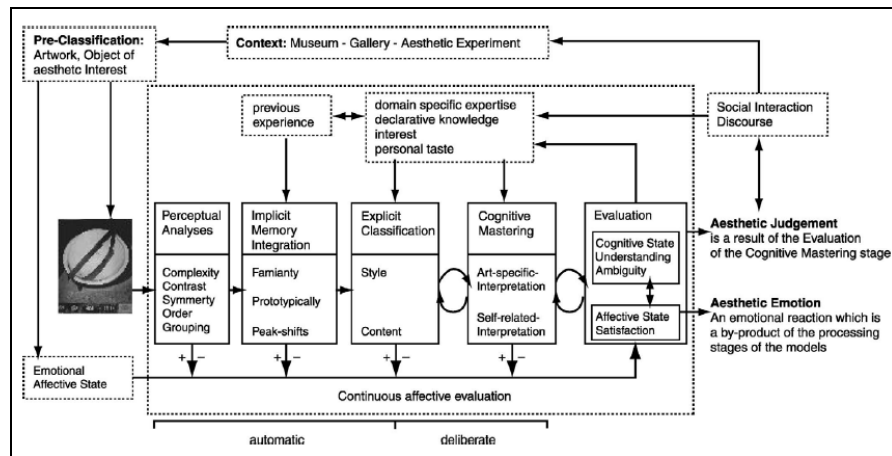 Pre-Classification:
Artwork, Object of
aesthetc Interest
Context: Museum - Gallery - Aesthetic Experiment
previous
experience
domain specific expertise
declarative knowledge
interest
personal taste
Social Interaction
Discourse
Perceptual
Analyses
Complexity
Contrast
Symmerty
Order
Grouping
Implicit
Memory
Integration
Famianty
Prototypically
Peak-shifts
Explicit
Classification
Style
Content
Cognitive
Mastering
Art-specific-
Interpretation
Self-related-
Interpretation
Evaluation
Cognitive State
Understanding
Ambiguity
Affective State
Satisfaction
Aesthetic Judgement
is a result of the Evaluation
of the Cognitive Mastering stage
Aesthetic Emotion
An emotional reaction which is
a by-product of the processing
stages of the models
+ −
+ −
+ −
+ −
Emotional
Affective State
Continuous affective evaluation
automatic
deliberate